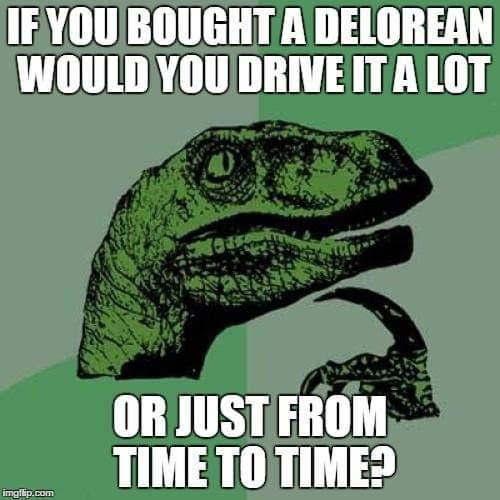 IF YOU BOUGHT A DELOREAN
WOULD YOU DRIVE IT A LOT
OR JUST FROM
TIME TO TIME?
imgflip.com